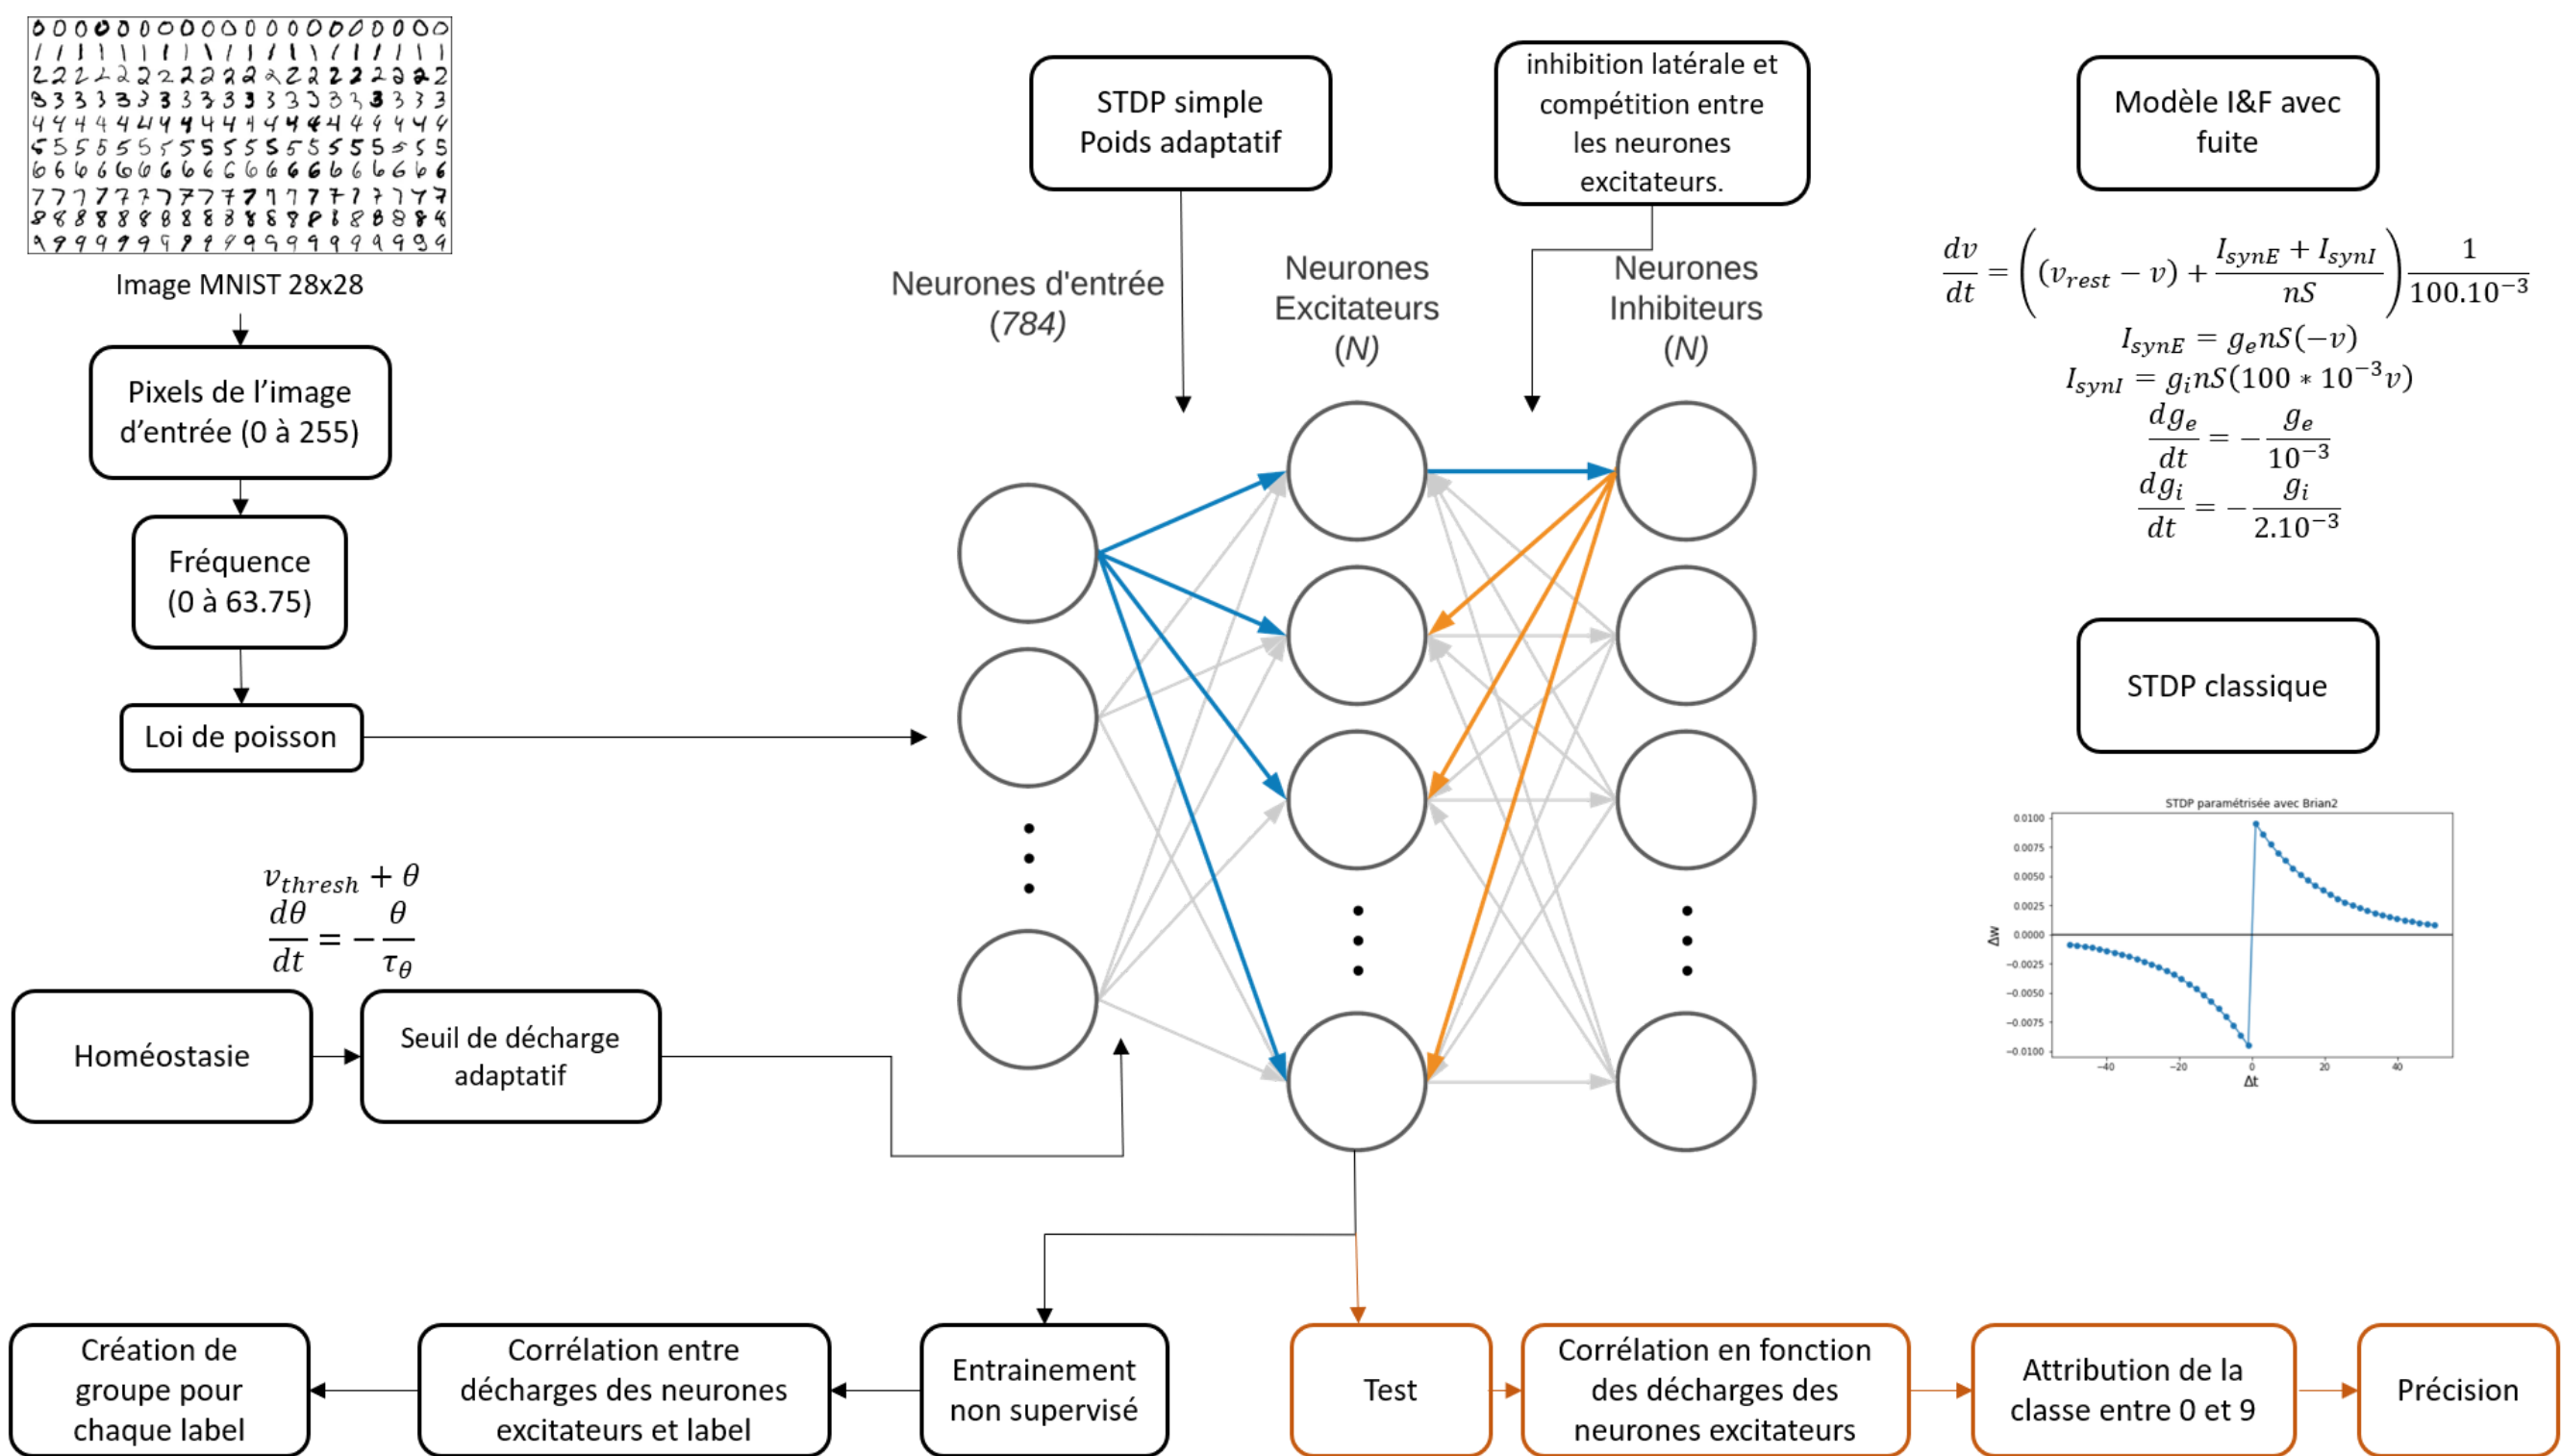 Image MNIST 28x28
Pixels de l'image
d'entrée (0 à 255)
Fréquence
(0 à 63.75)
Loi de poisson
STDP simple
Poids adaptatif
inhibition latérale et
compétition entre
les neurones
excitateurs.
Neurones d'entrée
(784)
Neurones
Excitateurs
(N)
Neurones
Inhibiteurs
(N)
Modèle I&F avec
fuite
dv/dt = ((v_rest − v) + (I_synE + I_synI)/nS) 1/100.10⁻³
I_synE = g_e nS(−v)
I_synI = g_i nS(100 ∗ 10⁻³v)
dg_e/dt = − g_e/10⁻³
dg_i/dt = − g_i/2.10⁻³
STDP classique
STDP paramétrisée avec Brian2
0.0100
0.0075
0.0050
0.0025
0.0000
−0.0025
−0.0050
−0.0075
−0.0100
Δw
−40 −20 0 20 40
Δt
v_thresh + θ
dθ/dt = − θ/τ_θ
Homéostasie
Seuil de décharge
adaptatif
Création de
groupe pour
chaque label
Corrélation entre
décharges des neurones
excitateurs et label
Entrainement
non supervisé
Test
Corrélation en fonction
des décharges des
neurones excitateurs
Attribution de la
classe entre 0 et 9
Précision